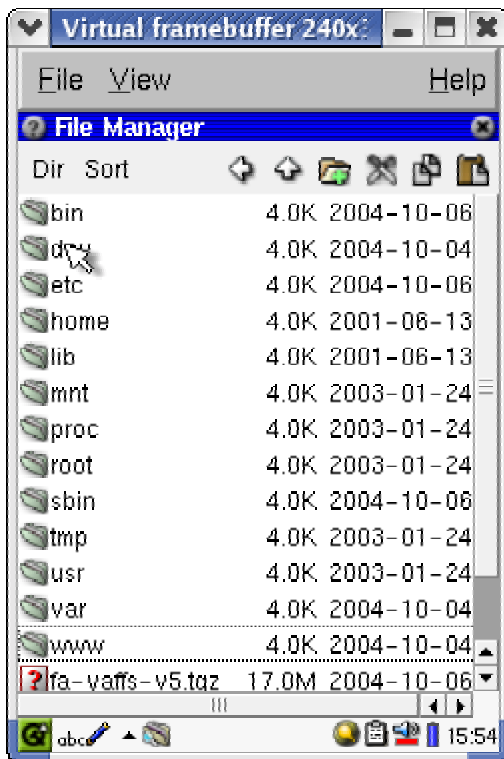 Virtual framebuffer 240x
File View Help
File Manager
Dir Sort
bin 4.0K 2004-10-06
dev 2004-10-04 4.0K
etc 4.0K 2004-10-06
home 4.0K 2001-06-13
lib 4.0K 2001-06-13
mnt 4.0K 2003-01-24
proc 4.0K 2003-01-24
root 4.0K 2003-01-24
sbin 4.0K 2004-10-06
tmp 4.0K 2003-01-24
usr 4.0K 2003-01-24
var 4.0K 2004-10-04
www 4.0K 2004-10-04
? fa-yaffs-v5.tgz 17.0M 2004-10-06
abc 15:54